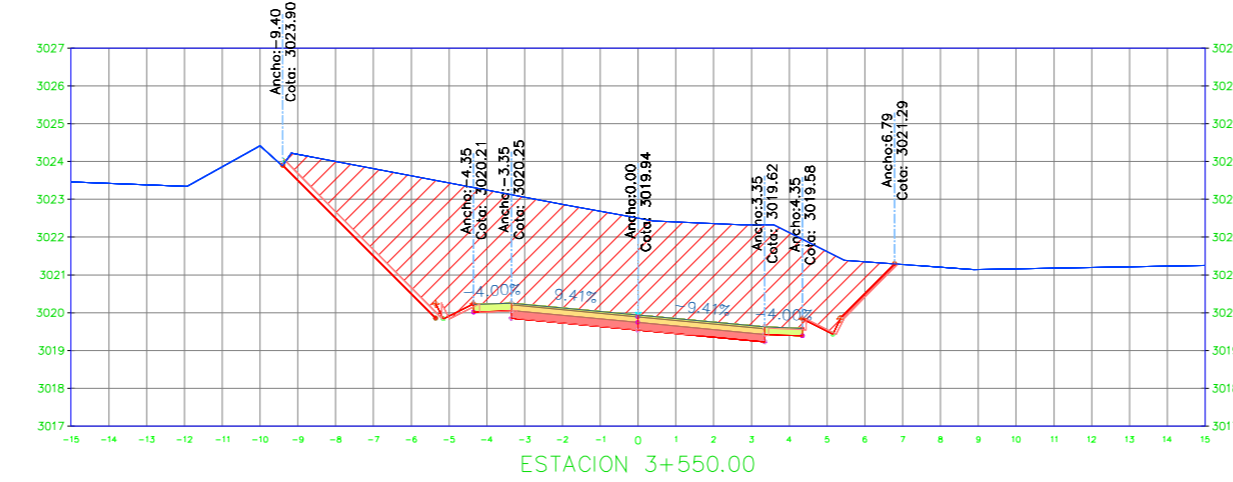 Ancho:-9.40
Cota: 3023.90
Ancho:-4.35
Cota: 3020.21
Ancho:-3.35
Cota: 3020.25
Ancho:0.00
Cota: 3019.94
Ancho:3.35
Cota: 3019.62
Ancho:4.35
Cota: 3019.58
Ancho:6.79
Cota: 3021.29
3027
3026
3025
3024
3023
3022
3021
3020
3019
3018
3017
-4.00%
9.41%
-9.41%
-4.00%
-15 -14 -13 -12 -11 -10 -9 -8 -7 -6 -5 -4 -3 -2 -1 0 1 2 3 4 5 6 7 8 9 10 11 12 13 14 15
ESTACION 3+550.00